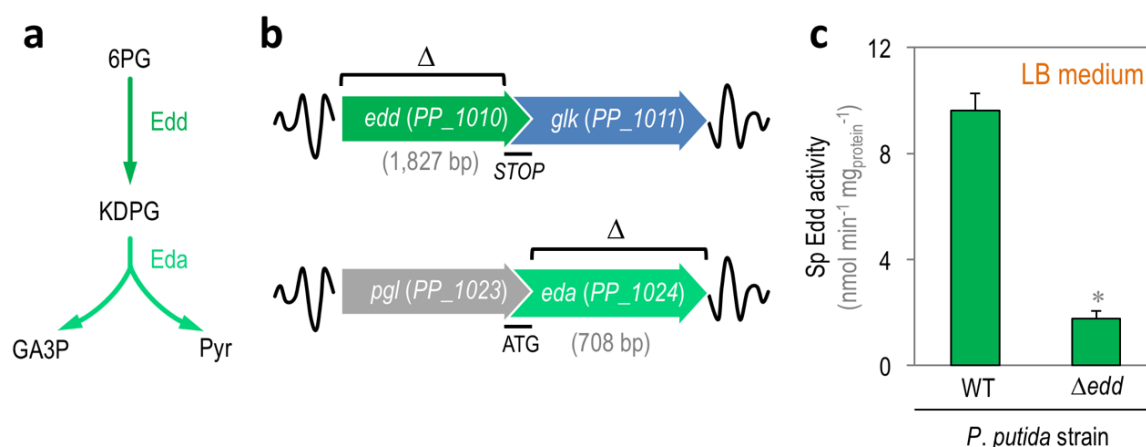 a
6PG
Edd
KDPG
Eda
GA3P
Pyr
b
Δ
edd (PP_1010)
glk (PP_1011)
(1,827 bp)
STOP
Δ
pgl (PP_1023)
eda (PP_1024)
ATG
(708 bp)
c
LB medium
Sp Edd activity
(nmol min⁻¹ mgprotein⁻¹)
12
8
4
0
*
WT
Δedd
P. putida strain